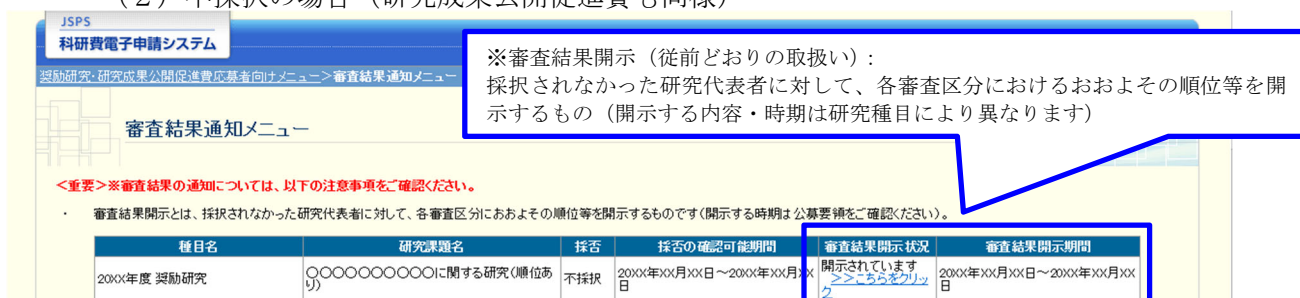 （２）不採択の場合（研究成果公開促進費も同様）
JSPS
科研費電子申請システム
奨励研究・研究成果公開促進費応募者向けメニュー＞審査結果通知メニュー
※審査結果開示（従前どおりの取扱い）：
採択されなかった研究代表者に対して、各審査区分におけるおおよその順位等を開
示するもの（開示する内容・時期は研究種目により異なります）
審査結果通知メニュー
＜重要＞※審査結果の通知については、以下の注意事項をご確認ください。
・ 審査結果開示とは、採択されなかった研究代表者に対して、各審査区分におおよその順位等を開示するものです(開示する時期は公募要領をご確認ください)。
種目名 研究課題名 採否 採否の確認可能期間 審査結果開示状況 審査結果開示期間
20XX年度 奨励研究 〇〇〇〇〇〇〇〇〇〇に関する研究(順位あり) 不採択 20XX年XX月XX日～20XX年XX月XX日 開示されています >>こちらをクリック 20XX年XX月XX日～20XX年XX月XX日